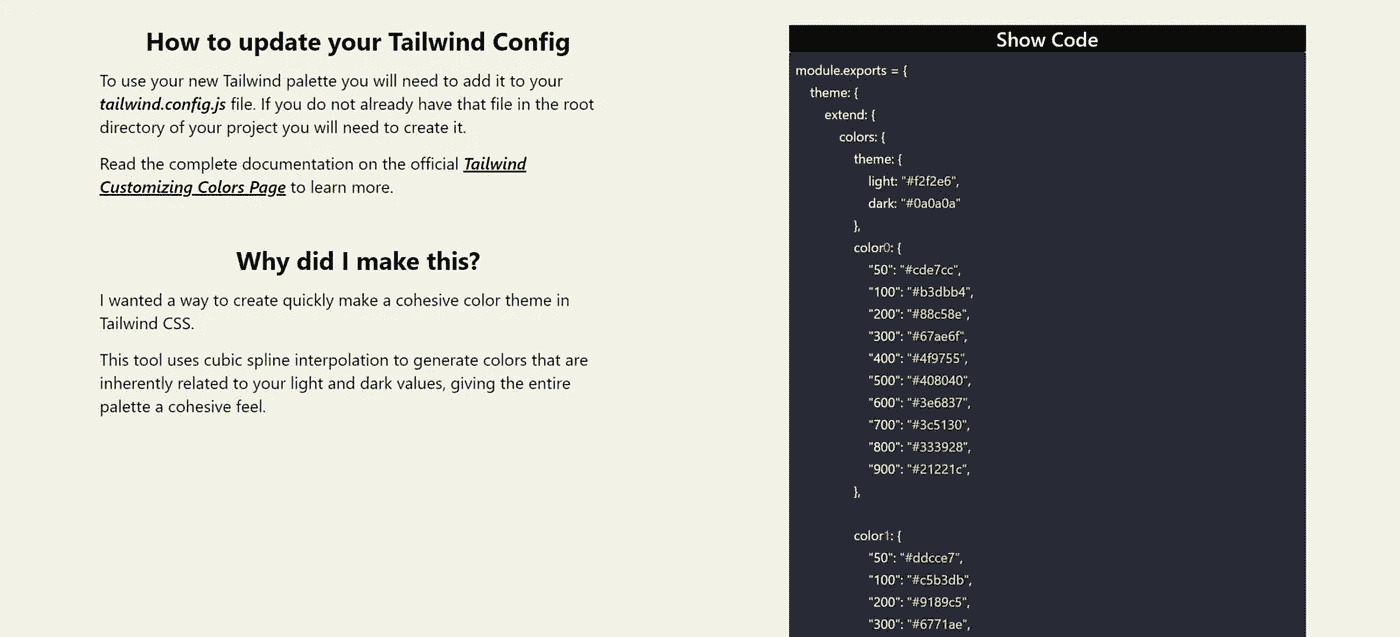 How to update your Tailwind Config
To use your new Tailwind palette you will need to add it to your
tailwind.config.js file. If you do not already have that file in the root
directory of your project you will need to create it.
Read the complete documentation on the official Tailwind
Customizing Colors Page to learn more.
Why did I make this?
I wanted a way to create quickly make a cohesive color theme in
Tailwind CSS.
This tool uses cubic spline interpolation to generate colors that are
inherently related to your light and dark values, giving the entire
palette a cohesive feel.
Show Code
module.exports = {
theme: {
extend: {
colors: {
theme: {
light: "#f2f2e6",
dark: "#0a0a0a"
},
color0: {
"50": "#cde7cc",
"100": "#b3dbb4",
"200": "#88c58e",
"300": "#67ae6f",
"400": "#4f9755",
"500": "#408040",
"600": "#3e6837",
"700": "#3c5130",
"800": "#333928",
"900": "#21221c",
},
color1: {
"50": "#ddcce7",
"100": "#c5b3db",
"200": "#9189c5",
"300": "#6771ae",